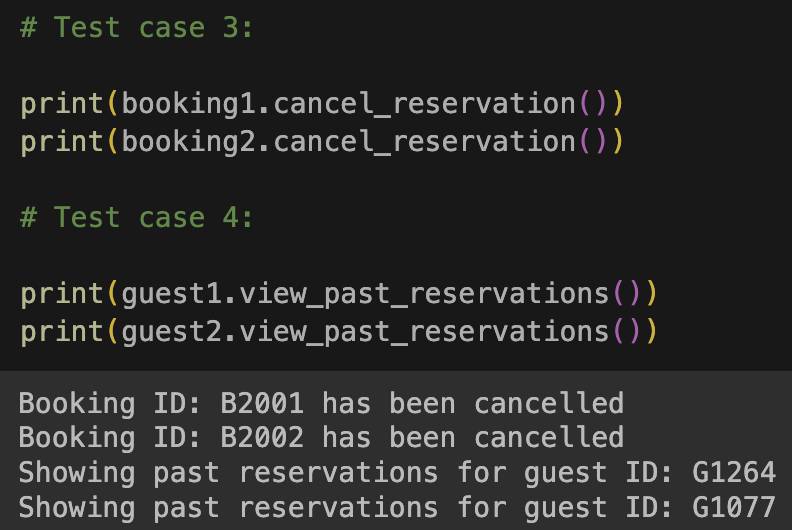 # Test case 3:
print(booking1.cancel_reservation())
print(booking2.cancel_reservation())
# Test case 4:
print(guest1.view_past_reservations())
print(guest2.view_past_reservations())
Booking ID: B2001 has been cancelled
Booking ID: B2002 has been cancelled
Showing past reservations for guest ID: G1264
Showing past reservations for guest ID: G1077